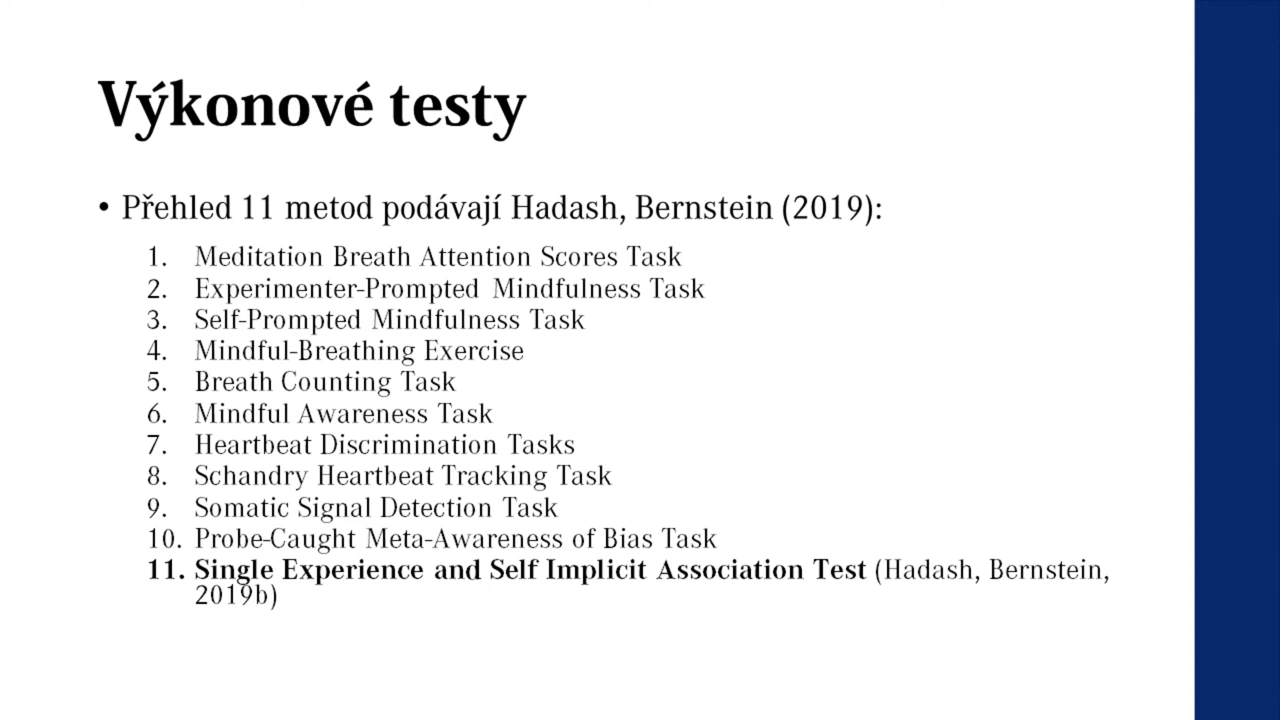 Výkonové testy
• Přehled 11 metod podávají Hadash, Bernstein (2019):
1. Meditation Breath Attention Scores Task
2. Experimenter-Prompted Mindfulness Task
3. Self-Prompted Mindfulness Task
4. Mindful-Breathing Exercise
5. Breath Counting Task
6. Mindful Awareness Task
7. Heartbeat Discrimination Tasks
8. Schandry Heartbeat Tracking Task
9. Somatic Signal Detection Task
10. Probe-Caught Meta-Awareness of Bias Task
11. Single Experience and Self Implicit Association Test (Hadash, Bernstein,
2019b)